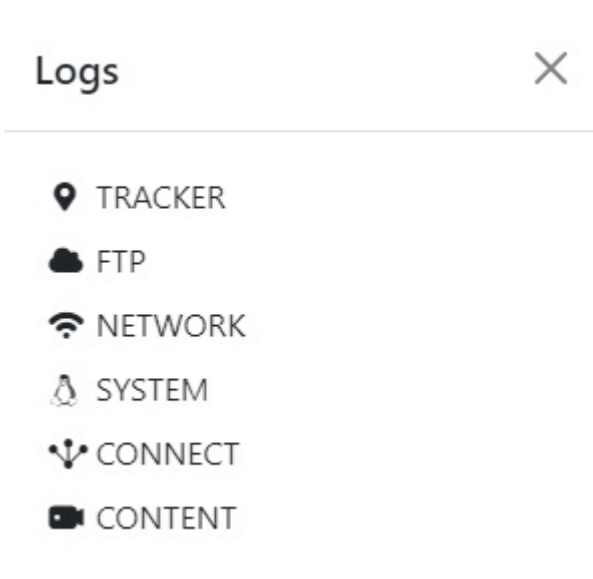 Logs
TRACKER
FTP
NETWORK
SYSTEM
CONNECT
CONTENT